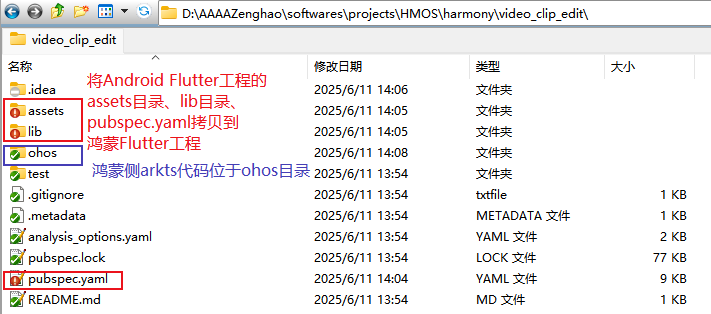 D:\AAAAZenghao\softwares\projects\HMOS\harmony\video_clip_edit\
video_clip_edit
名称 修改日期 类型 大小
.idea 2025/6/11 14:06 文件夹
将Android Flutter工程的
assets 2025/6/11 14:05 文件夹
assets目录、lib目录、
lib 2025/6/11 14:05 文件夹
pubspec.yaml拷贝到
鸿蒙Flutter工程
ohos 2025/6/11 14:08 文件夹
鸿蒙侧arkts代码位于ohos目录
test 2025/6/11 13:54 文件夹
.gitignore 2025/6/11 13:54 txtfile 1 KB
.metadata 2025/6/11 13:54 METADATA 文件 1 KB
analysis_options.yaml 2025/6/11 13:54 YAML 文件 2 KB
pubspec.lock 2025/6/11 13:54 LOCK 文件 77 KB
pubspec.yaml 2025/6/11 14:04 YAML 文件 9 KB
README.md 2025/6/11 13:54 MD 文件 1 KB